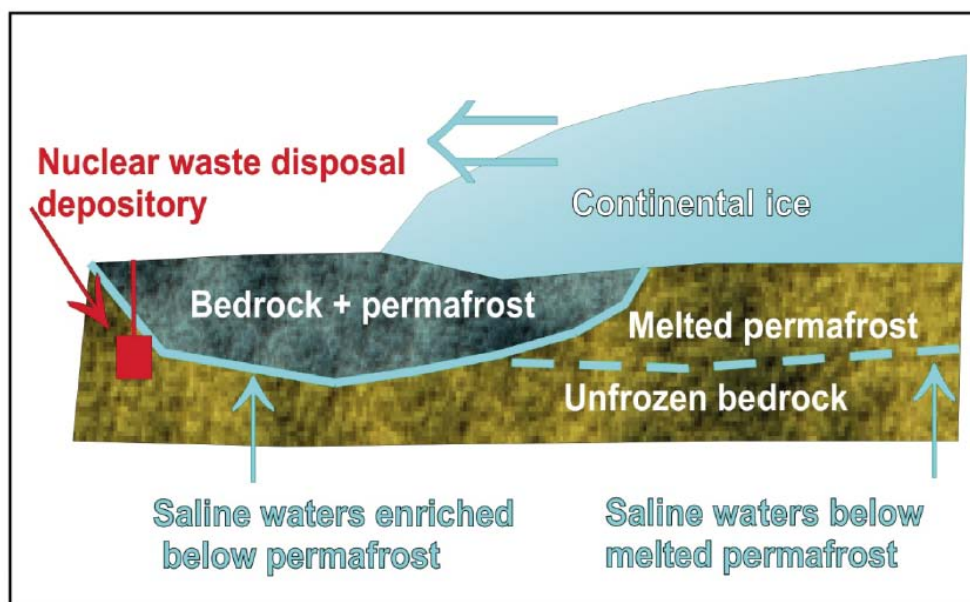 Nuclear waste disposal
depository
Continental ice
Bedrock + permafrost
Melted permafrost
Unfrozen bedrock
Saline waters enriched
below permafrost
Saline waters below
melted permafrost